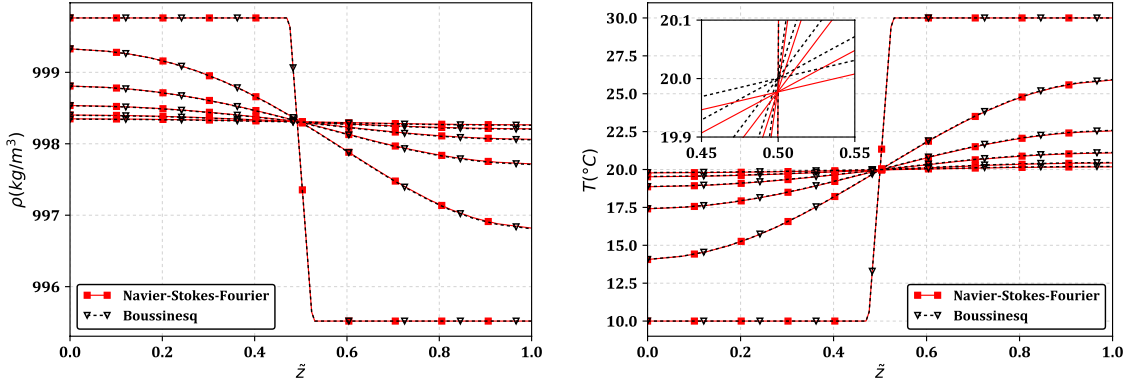 ρ(kg/m³)
999
998
997
996
Navier-Stokes-Fourier
Boussinesq
0.0 0.2 0.4 0.6 0.8 1.0
z̃
T(°C)
30.0
27.5
25.0
22.5
20.0
17.5
15.0
12.5
10.0
20.1
20.0
19.9
0.45 0.50 0.55
Navier-Stokes-Fourier
Boussinesq
0.0 0.2 0.4 0.6 0.8 1.0
z̃